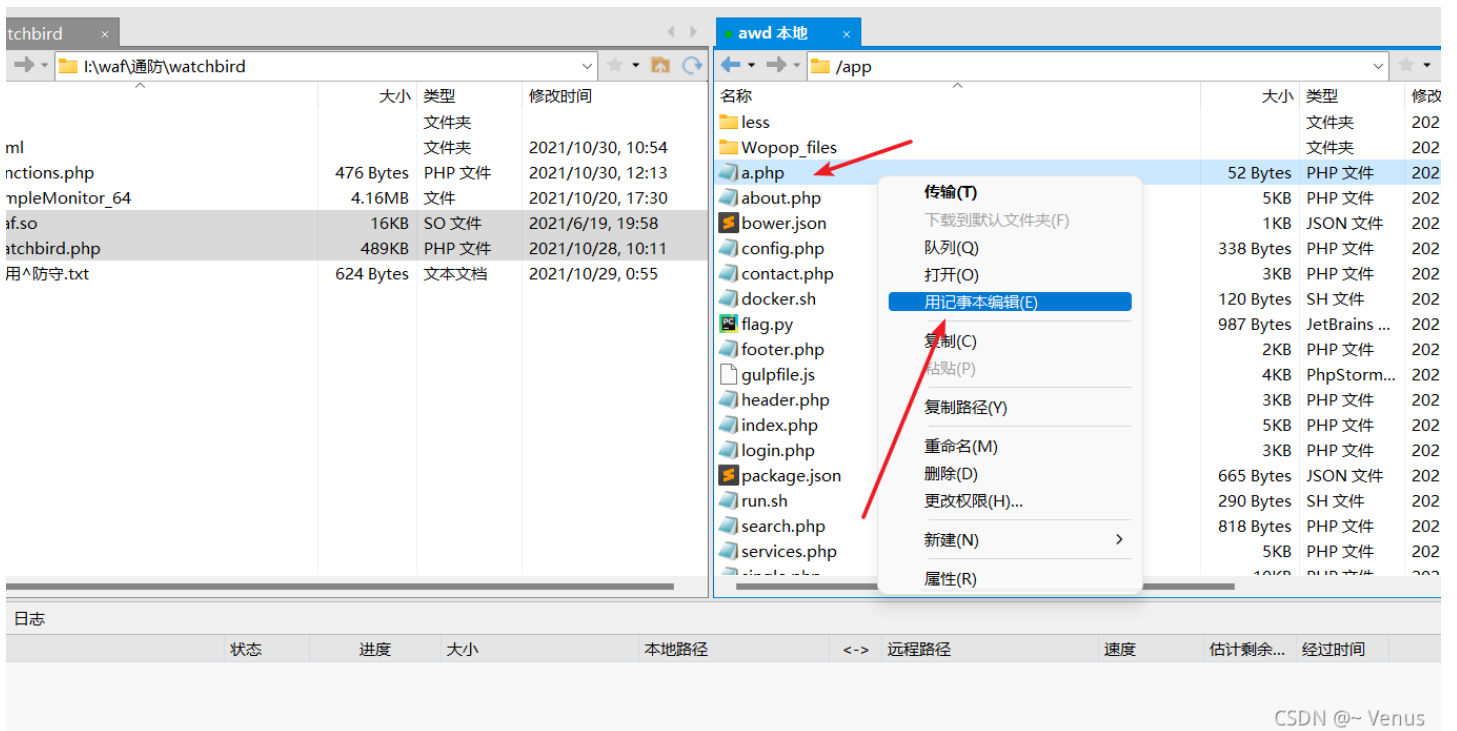 tchbird ×
awd 本地 ×
I:\waf\通防\watchbird
/app
大小 类型 修改时间
文件夹
ml 文件夹 2021/10/30, 10:54
nctions.php 476 Bytes PHP 文件 2021/10/30, 12:13
mpleMonitor_64 4.16MB 文件 2021/10/20, 17:30
af.so 16KB SO 文件 2021/6/19, 19:58
atchbird.php 489KB PHP 文件 2021/10/28, 10:11
用^防守.txt 624 Bytes 文本文档 2021/10/29, 0:55
名称 大小 类型 修改
less 文件夹 202
Wopop_files 文件夹 202
a.php 52 Bytes PHP 文件 202
about.php 5KB PHP 文件 202
bower.json 1KB JSON 文件 202
config.php 338 Bytes PHP 文件 202
contact.php 3KB PHP 文件 202
docker.sh 120 Bytes SH 文件 202
flag.py 987 Bytes JetBrains ... 202
footer.php 2KB PHP 文件 202
gulpfile.js 4KB PhpStorm... 202
header.php 3KB PHP 文件 202
index.php 5KB PHP 文件 202
login.php 3KB PHP 文件 202
package.json 665 Bytes JSON 文件 202
run.sh 290 Bytes SH 文件 202
search.php 818 Bytes PHP 文件 202
services.php 5KB PHP 文件 202
传输(T)
下载到默认文件夹(F)
队列(Q)
打开(O)
用记事本编辑(E)
复制(C)
粘贴(P)
复制路径(Y)
重命名(M)
删除(D)
更改权限(H)...
新建(N)
属性(R)
日志
状态 进度 大小 本地路径 <-> 远程路径 速度 估计剩余... 经过时间
CSDN @~ Venus